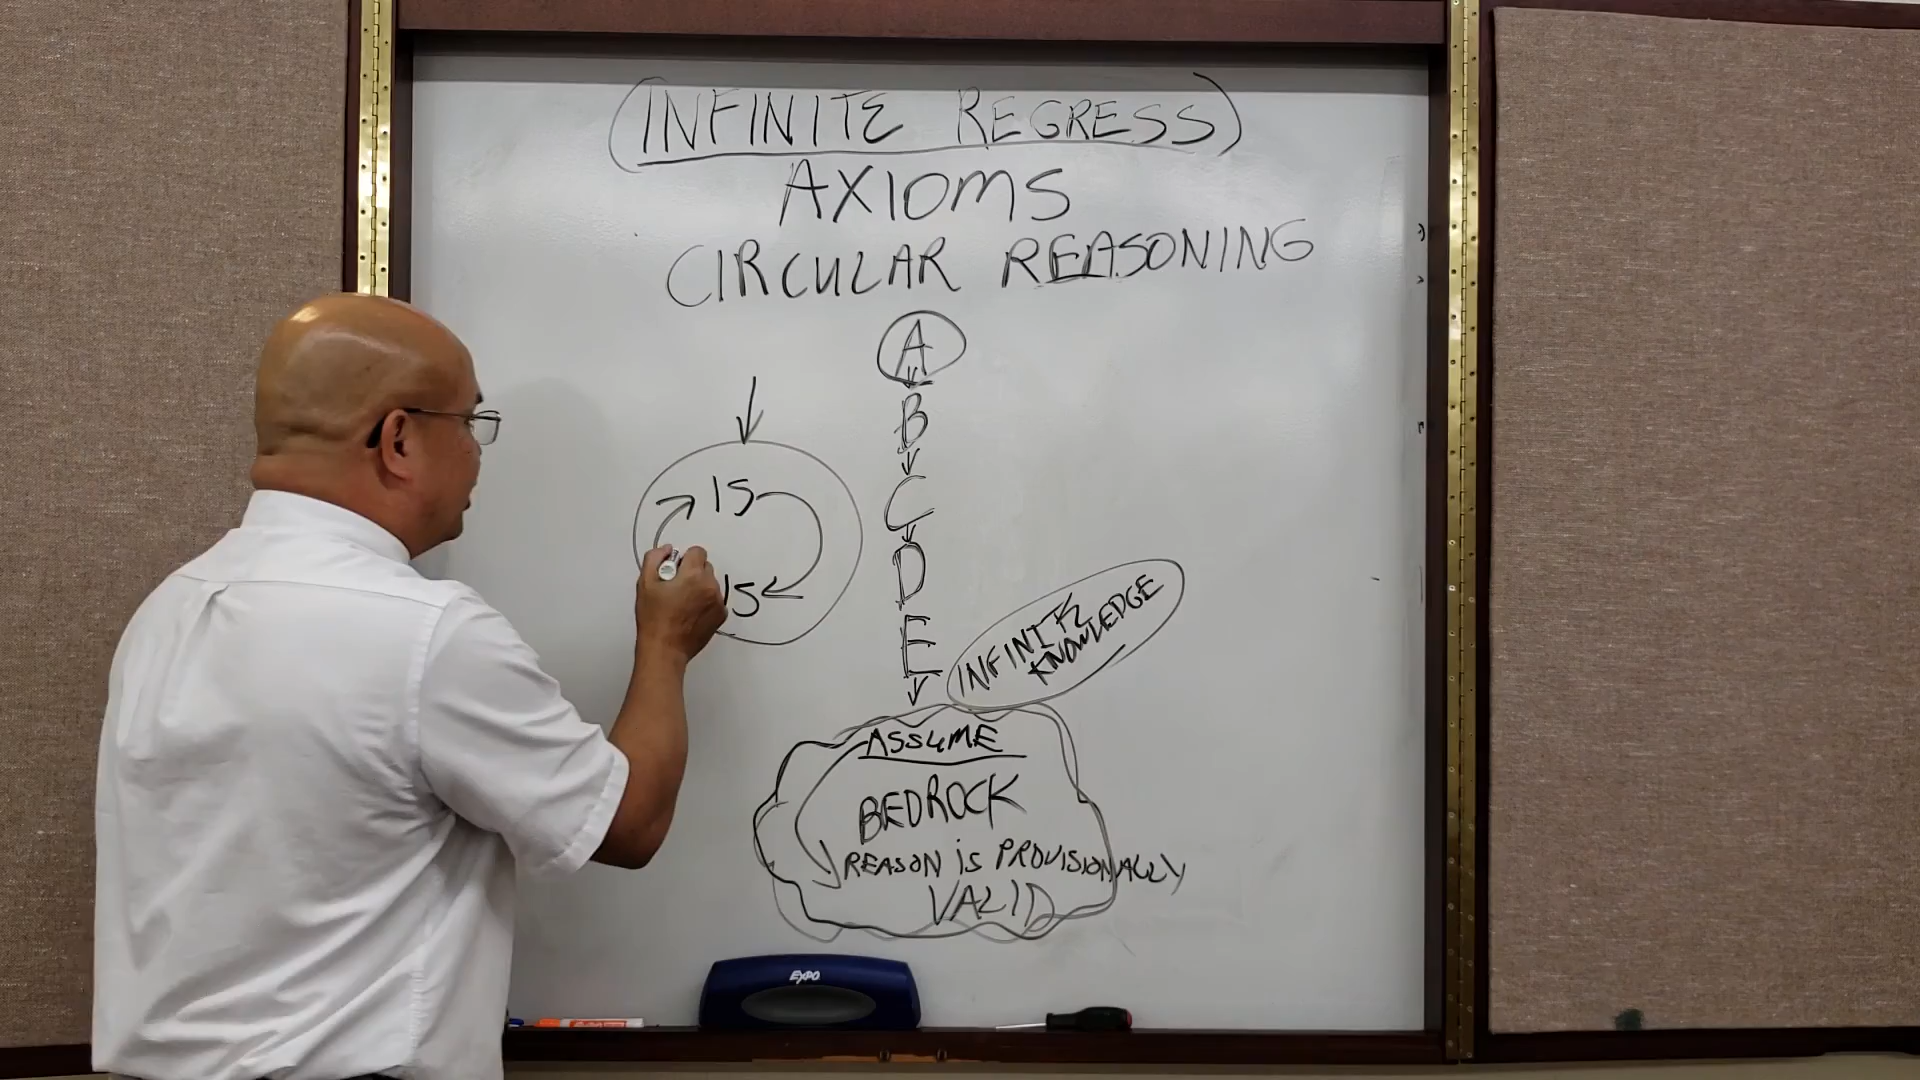 INFINITE REGRESS
AXIOMS
CIRCULAR REASONING
A
B
C
D
E
IS
IS
INFINITE
KNOWLEDGE
ASSUME
BEDROCK
REASON is PROVISIONALLY
VALID
EXPO